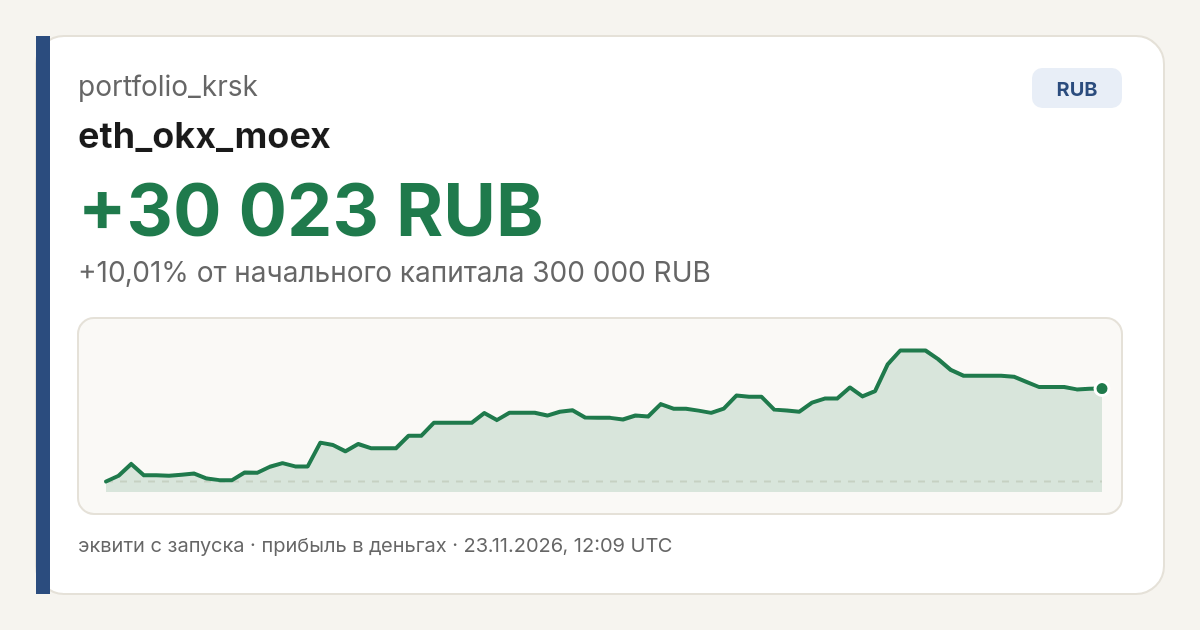 portfolio_krsk
RUB
eth_okx_moex
+30 023 RUB
+10,01% от начального капитала 300 000 RUB
эквити с запуска · прибыль в деньгах · 23.11.2026, 12:09 UTC